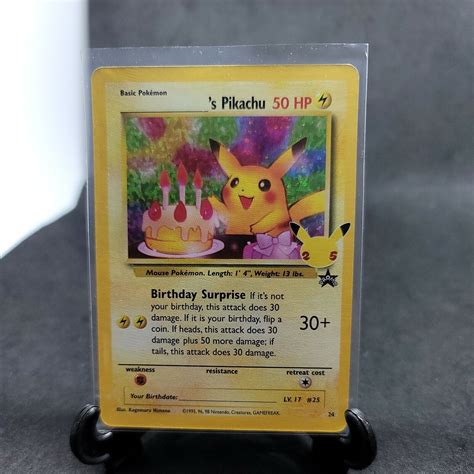 Basic Pokémon
's Pikachu 50 HP
25
PROMO
Mouse Pokémon. Length: 1' 4", Weight: 13 lbs.
Birthday Surprise If it's not
your birthday, this attack does 30
damage. If it is your birthday, flip a
coin. If heads, this attack does 30
damage plus 50 more damage; if
tails, this attack does 30 damage.
30+
weakness resistance retreat cost
Your Birthdate:
LV. 17 #25
Illus. Kagemaru Himeno ©1995, 96, 98 Nintendo, Creatures, GAMEFREAK. 24